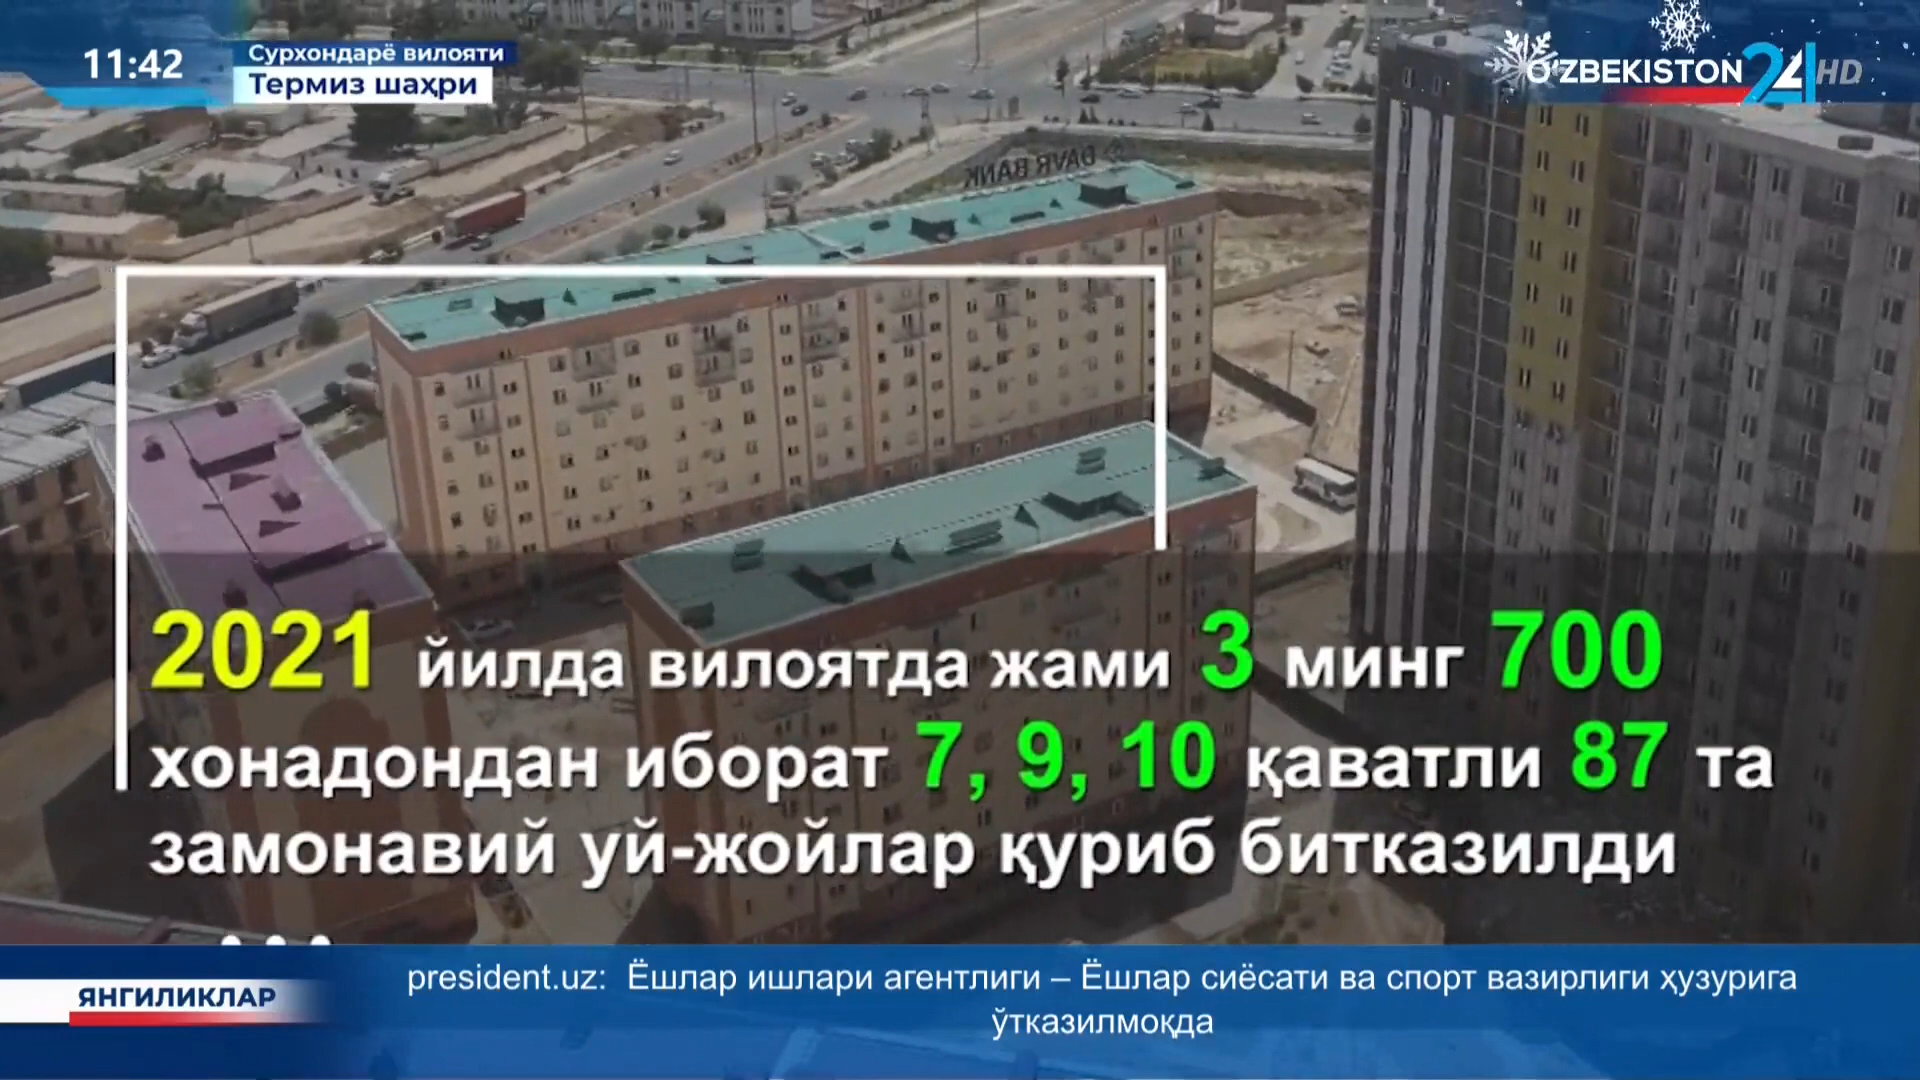 11:42
Сурхондарё вилояти
Термиз шаҳри
O'ZBEKISTON 24 HD
DAVR BANK
2021 йилда вилоятда жами 3 минг 700
хонадондан иборат 7, 9, 10 қаватли 87 та
замонавий уй-жойлар қуриб битказилди
...
ЯНГИЛИКЛАР
president.uz: Ёшлар ишлари агентлиги – Ёшлар сиёсати ва спорт вазирлиги ҳузурига
ўтказилмоқда